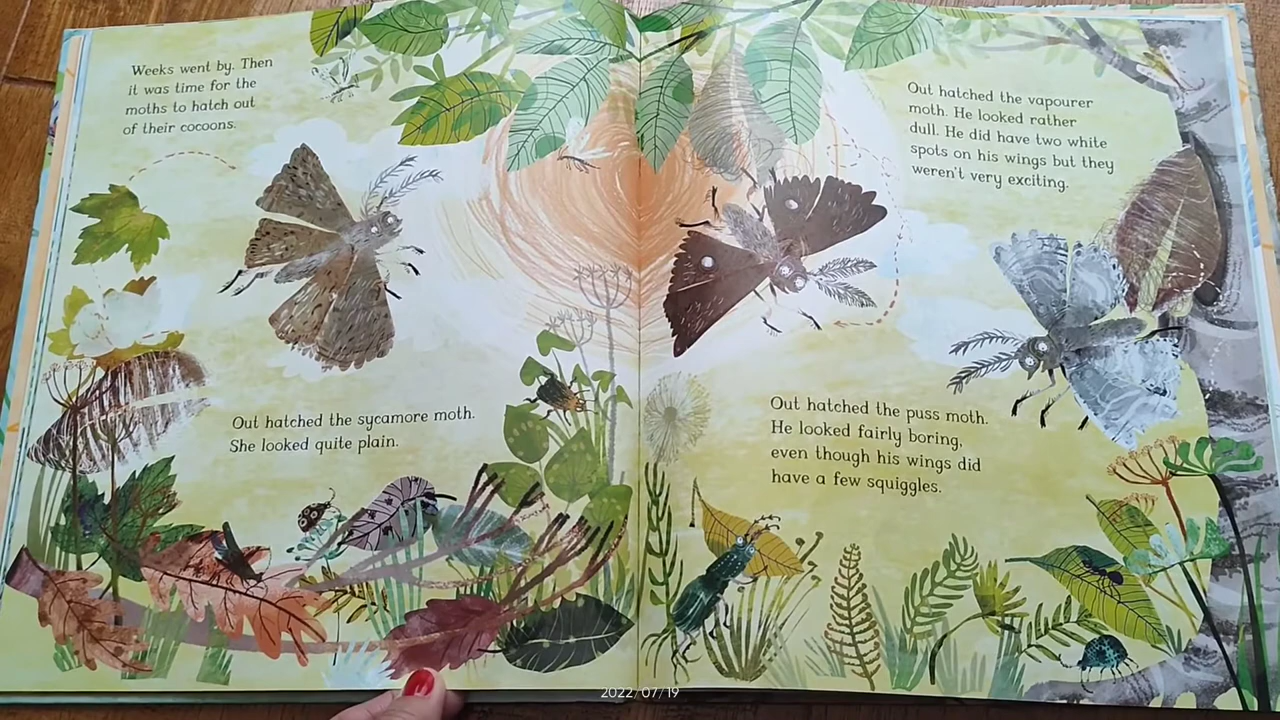 Weeks went by. Then
it was time for the
moths to hatch out
of their cocoons.
Out hatched the sycamore moth.
She looked quite plain.
Out hatched the vapourer
moth. He looked rather
dull. He did have two white
spots on his wings but they
weren't very exciting.
Out hatched the puss moth.
He looked fairly boring,
even though his wings did
have a few squiggles.
2022/07/19